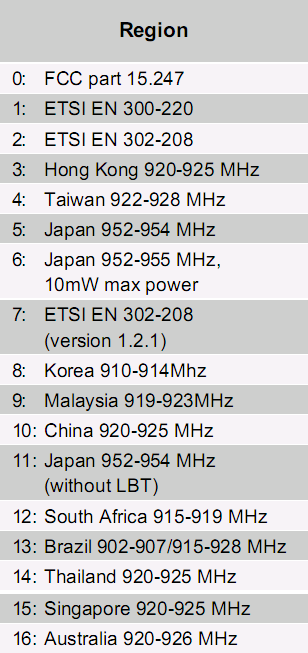 Region
0: FCC part 15.247
1: ETSI EN 300-220
2: ETSI EN 302-208
3: Hong Kong 920-925 MHz
4: Taiwan 922-928 MHz
5: Japan 952-954 MHz
6: Japan 952-955 MHz,
10mW max power
7: ETSI EN 302-208
(version 1.2.1)
8: Korea 910-914Mhz
9: Malaysia 919-923MHz
10: China 920-925 MHz
11: Japan 952-954 MHz
(without LBT)
12: South Africa 915-919 MHz
13: Brazil 902-907/915-928 MHz
14: Thailand 920-925 MHz
15: Singapore 920-925 MHz
16: Australia 920-926 MHz